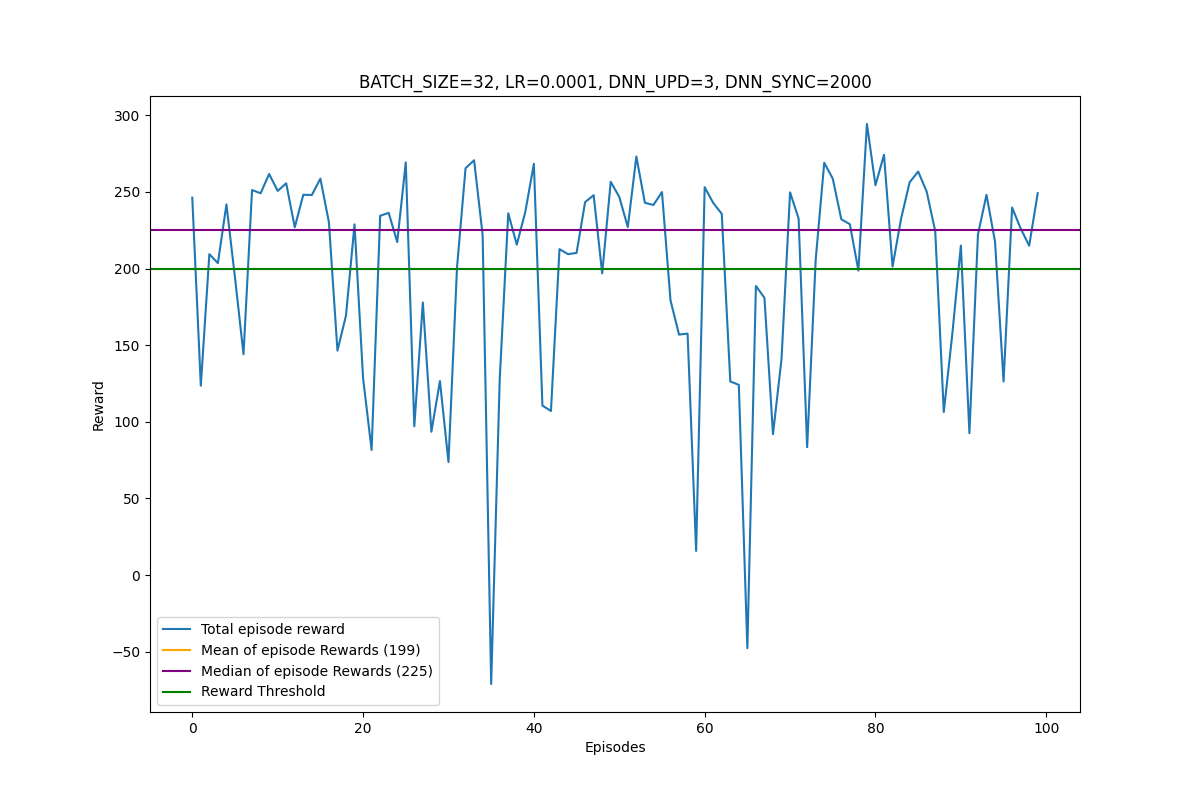 BATCH_SIZE=32, LR=0.0001, DNN_UPD=3, DNN_SYNC=2000
300
250
200
150
100
50
0
−50
Reward
Total episode reward
Mean of episode Rewards (199)
Median of episode Rewards (225)
Reward Threshold
0 20 40 60 80 100
Episodes